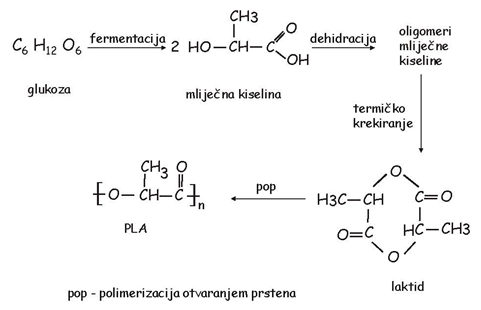 C6 H12 O6
fermentacija
2 HO-CH-C
CH3
O
OH
dehidracija
oligomeri
mliječne
kiseline
glukoza
mliječna kiselina
termičko
krekiranje
CH3 O
[O-CH-C]n
PLA
pop
O
H3C-CH
C=O
O=C
HC-CH3
O
laktid
pop - polimerizacija otvaranjem prstena